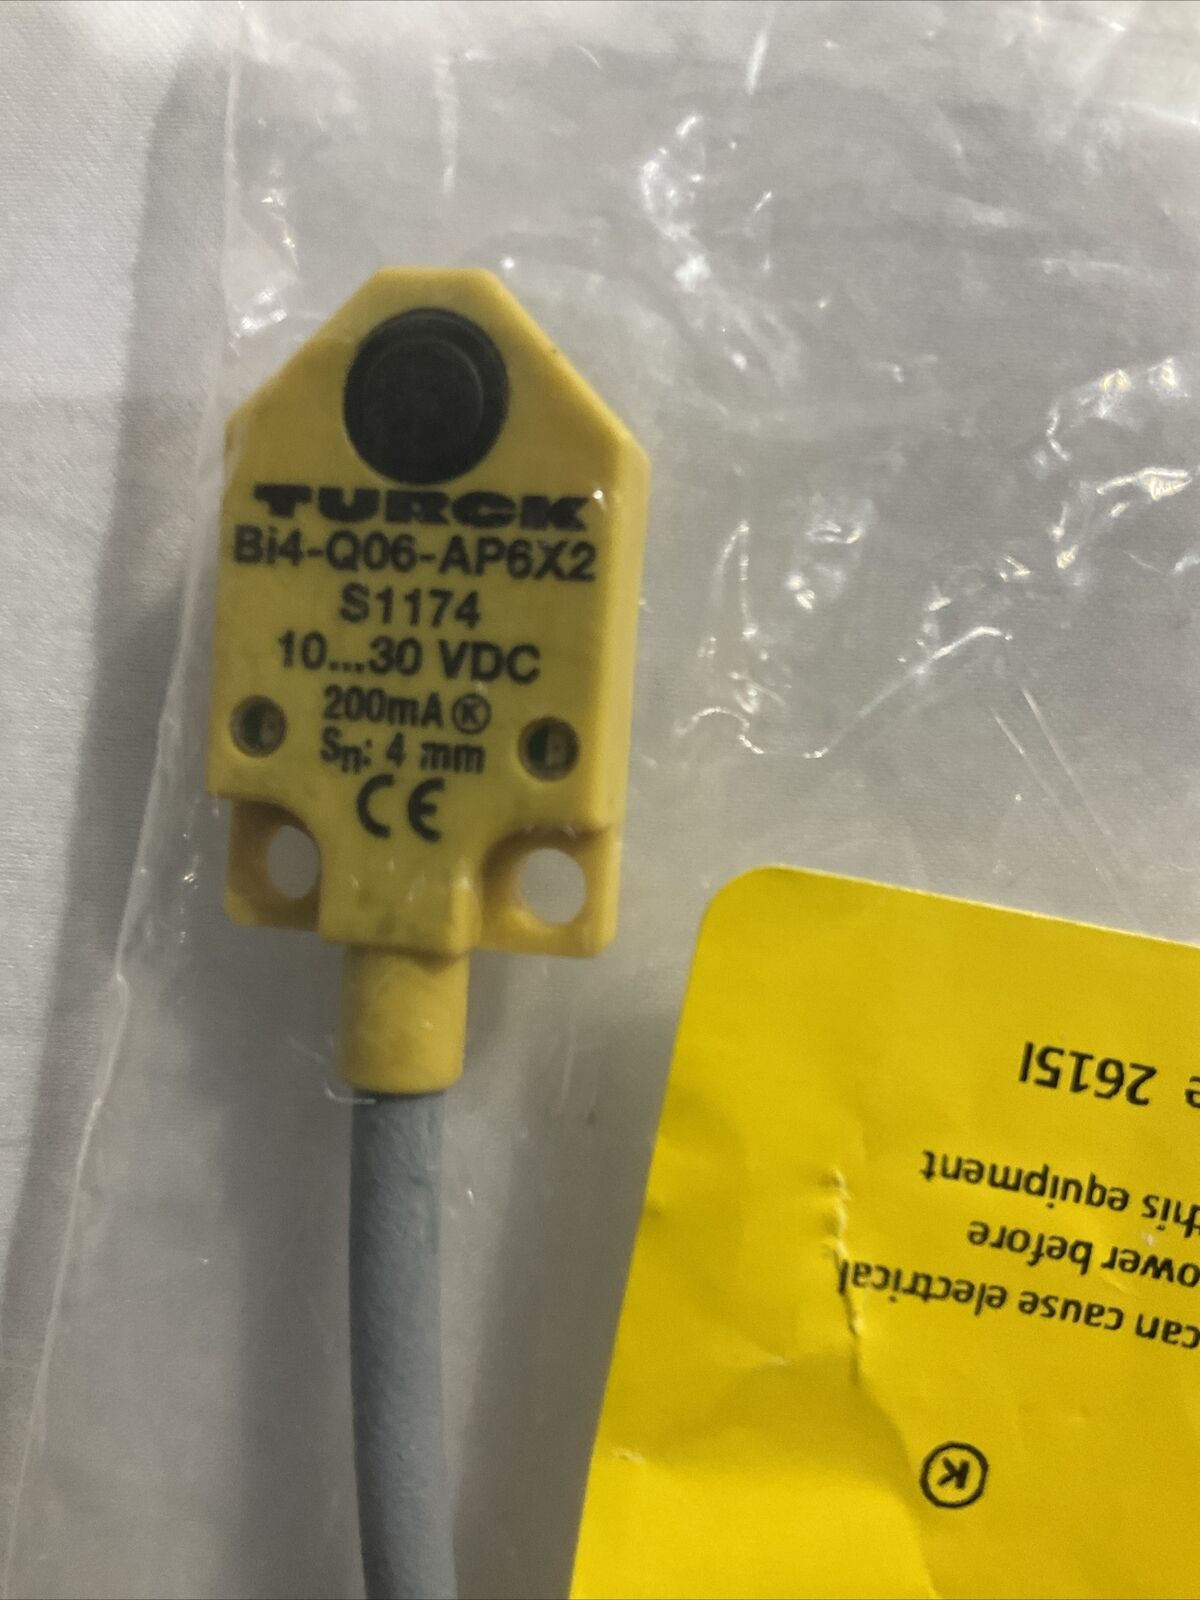 TURCK
Bi4-Q06-AP6X2
S1174
10...30 VDC
200mA Ⓚ
Sn: 4 mm
CE
can cause electrical
ower before
this equipment
e 2615I
Ⓚ